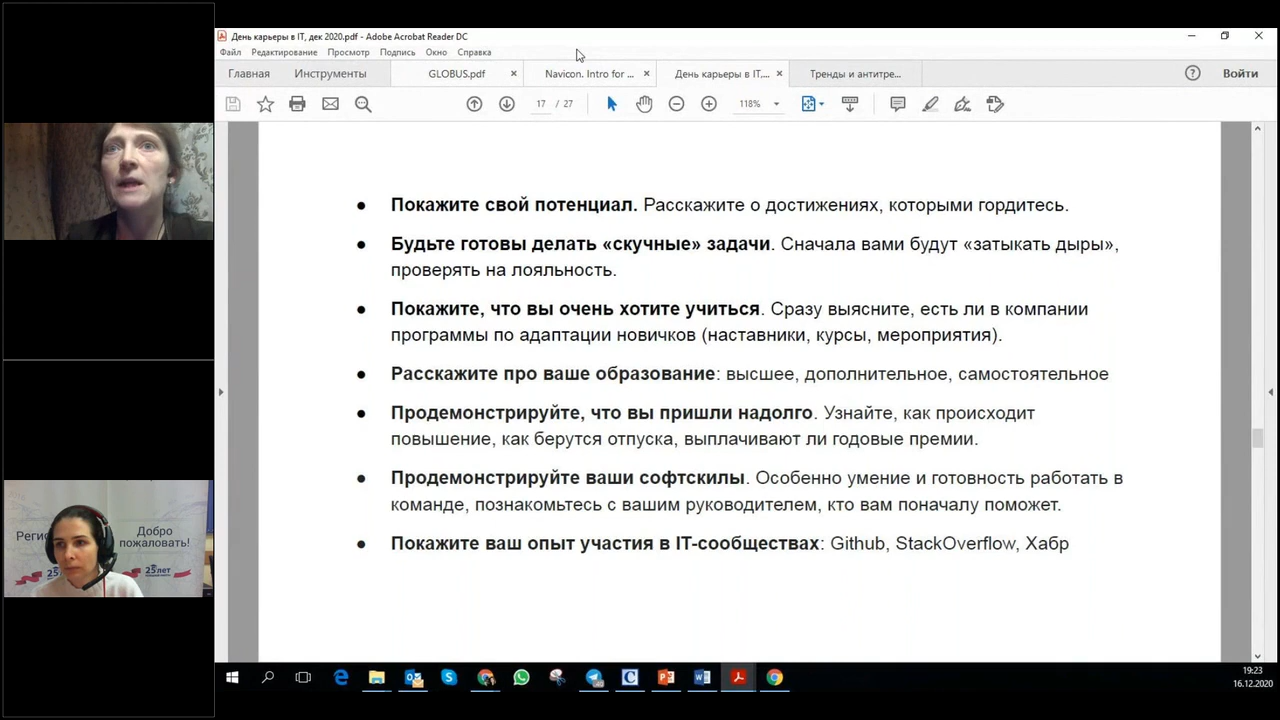 День карьеры в IT, дек 2020.pdf - Adobe Acrobat Reader DC
Файл Редактирование Просмотр Подпись Окно Справка
Главная Инструменты GLOBUS.pdf Navicon. Intro for ... День карьеры в IT,... Тренды и антитре... Войти
17 / 27 118%
● Покажите свой потенциал. Расскажите о достижениях, которыми гордитесь.
● Будьте готовы делать «скучные» задачи. Сначала вами будут «затыкать дыры»,
проверять на лояльность.
● Покажите, что вы очень хотите учиться. Сразу выясните, есть ли в компании
программы по адаптации новичков (наставники, курсы, мероприятия).
● Расскажите про ваше образование: высшее, дополнительное, самостоятельное
● Продемонстрируйте, что вы пришли надолго. Узнайте, как происходит
повышение, как берутся отпуска, выплачивают ли годовые премии.
● Продемонстрируйте ваши софтскилы. Особенно умение и готовность работать в
команде, познакомьтесь с вашим руководителем, кто вам поначалу поможет.
● Покажите ваш опыт участия в IT-сообществах: Github, StackOverflow, Хабр
Добро
пожаловать!
25 лет
19:23
16.12.2020